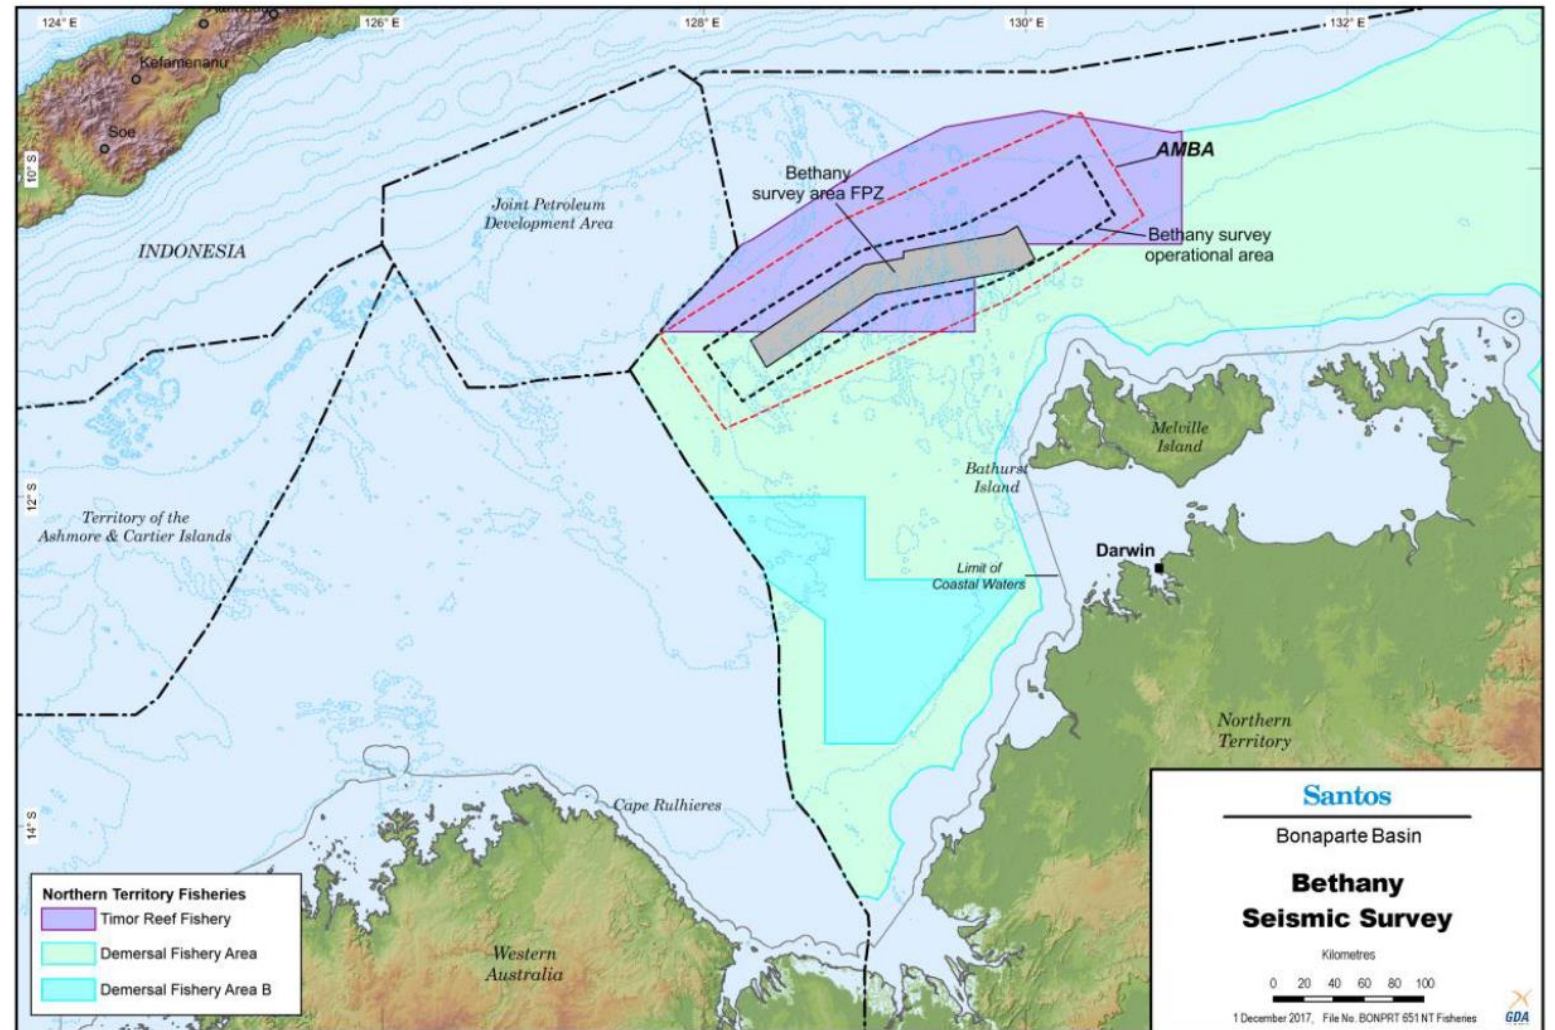 124° E
126° E
128° E
130° E
132° E
Kefamenanu
Soe
10° S
AMBA
Bethany
survey area FPZ
Joint Petroleum
Development Area
INDONESIA
Bethany survey
operational area
Melville
Island
Bathurst
Island
12° S
Territory of the
Ashmore & Cartier Islands
Darwin
Limit of
Coastal Waters
Northern
Territory
Cape Rulhieres
14° S
Western
Australia
Northern Territory Fisheries
Timor Reef Fishery
Demersal Fishery Area
Demersal Fishery Area B
Santos
Bonaparte Basin
Bethany
Seismic Survey
Kilometres
0 20 40 60 80 100
1 December 2017, File No. BONPRT 651 NT Fisheries
GDA